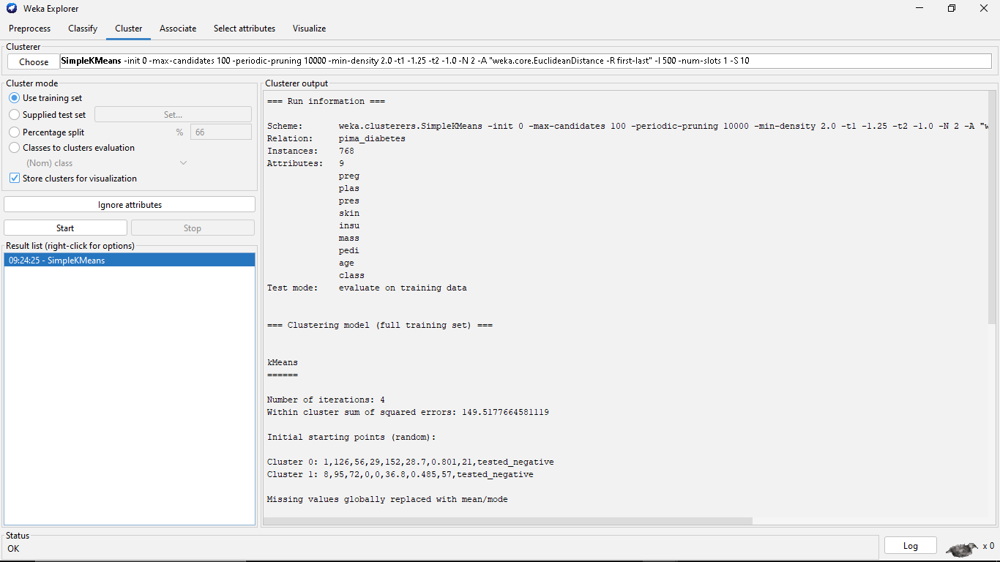 Weka Explorer
Preprocess Classify Cluster Associate Select attributes Visualize
Clusterer
Choose SimpleKMeans -init 0 -max-candidates 100 -periodic-pruning 10000 -min-density 2.0 -t1 -1.25 -t2 -1.0 -N 2 -A "weka.core.EuclideanDistance -R first-last" -I 500 -num-slots 1 -S 10
Cluster mode
Use training set
Supplied test set Set...
Percentage split % 66
Classes to clusters evaluation
(Nom) class
Store clusters for visualization
Ignore attributes
Start Stop
Result list (right-click for options)
09:24:25 - SimpleKMeans
Clusterer output
=== Run information ===
Scheme: weka.clusterers.SimpleKMeans -init 0 -max-candidates 100 -periodic-pruning 10000 -min-density 2.0 -t1 -1.25 -t2 -1.0 -N 2 -A "w
Relation: pima_diabetes
Instances: 768
Attributes: 9
preg
plas
pres
skin
insu
mass
pedi
age
class
Test mode: evaluate on training data
=== Clustering model (full training set) ===
kMeans
======
Number of iterations: 4
Within cluster sum of squared errors: 149.5177664581119
Initial starting points (random):
Cluster 0: 1,126,56,29,152,28.7,0.801,21,tested_negative
Cluster 1: 8,95,72,0,0,36.8,0.485,57,tested_negative
Missing values globally replaced with mean/mode
Status
OK
Log x 0